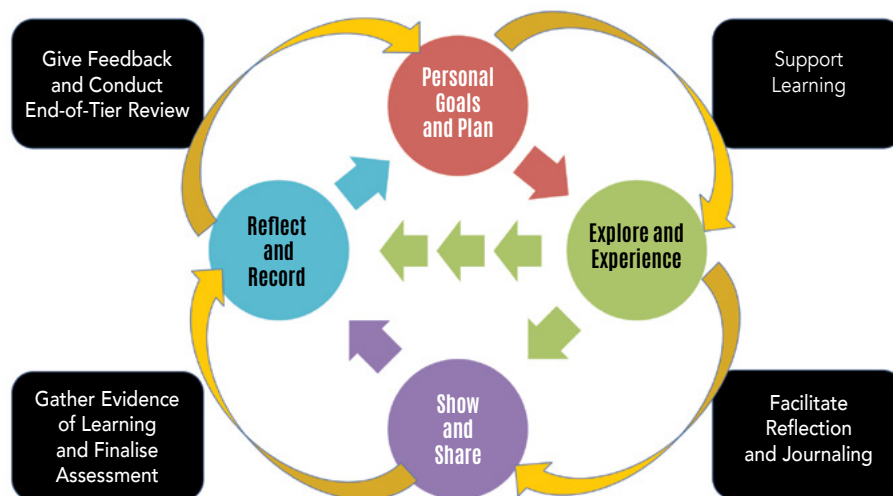 Give Feedback
and Conduct
End-of-Tier Review
Personal
Goals
and Plan
Support
Learning
Reflect
and
Record
Explore and
Experience
Gather Evidence
of Learning
and Finalise
Assessment
Show
and
Share
Facilitate
Reflection
and Journaling